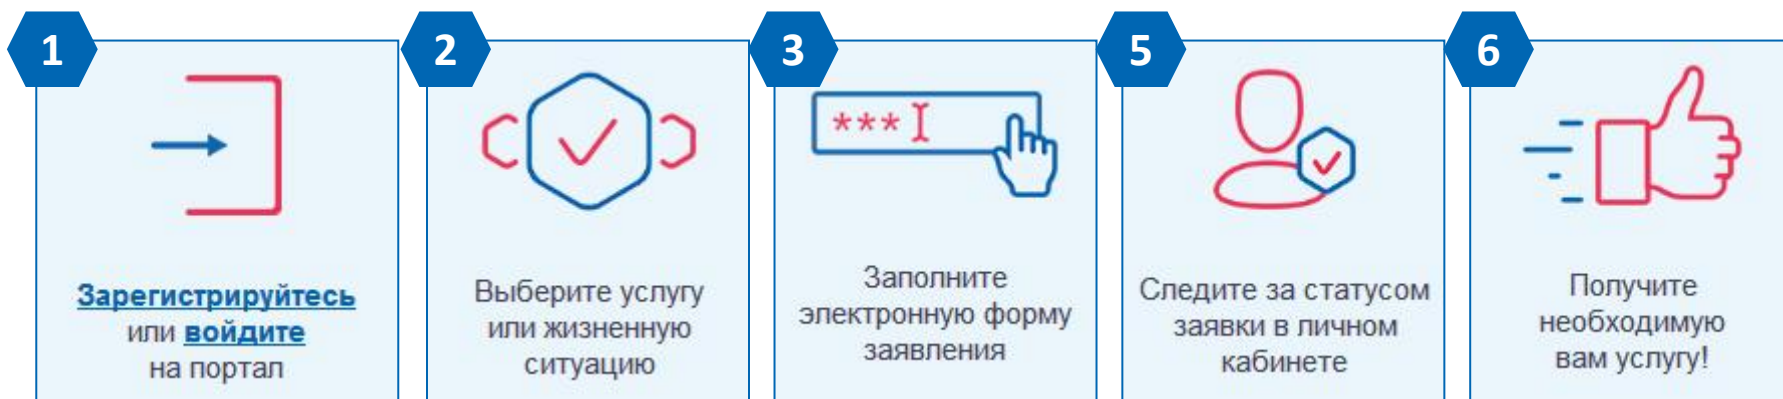 1
Зарегистрируйтесь
или войдите
на портал
2
Выберите услугу
или жизненную
ситуацию
3
***
Заполните
электронную форму
заявления
5
Следите за статусом
заявки в личном
кабинете
6
Получите
необходимую
вам услугу!